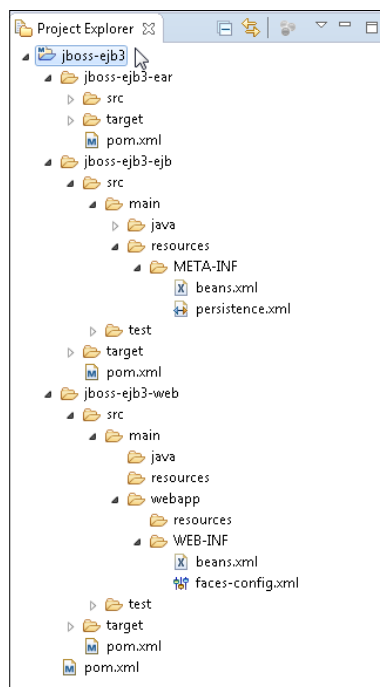 Project Explorer
jboss-ejb3
jboss-ejb3-ear
src
target
pom.xml
jboss-ejb3-ejb
src
main
java
resources
META-INF
beans.xml
persistence.xml
test
target
pom.xml
jboss-ejb3-web
src
main
java
resources
webapp
resources
WEB-INF
beans.xml
faces-config.xml
test
target
pom.xml
pom.xml